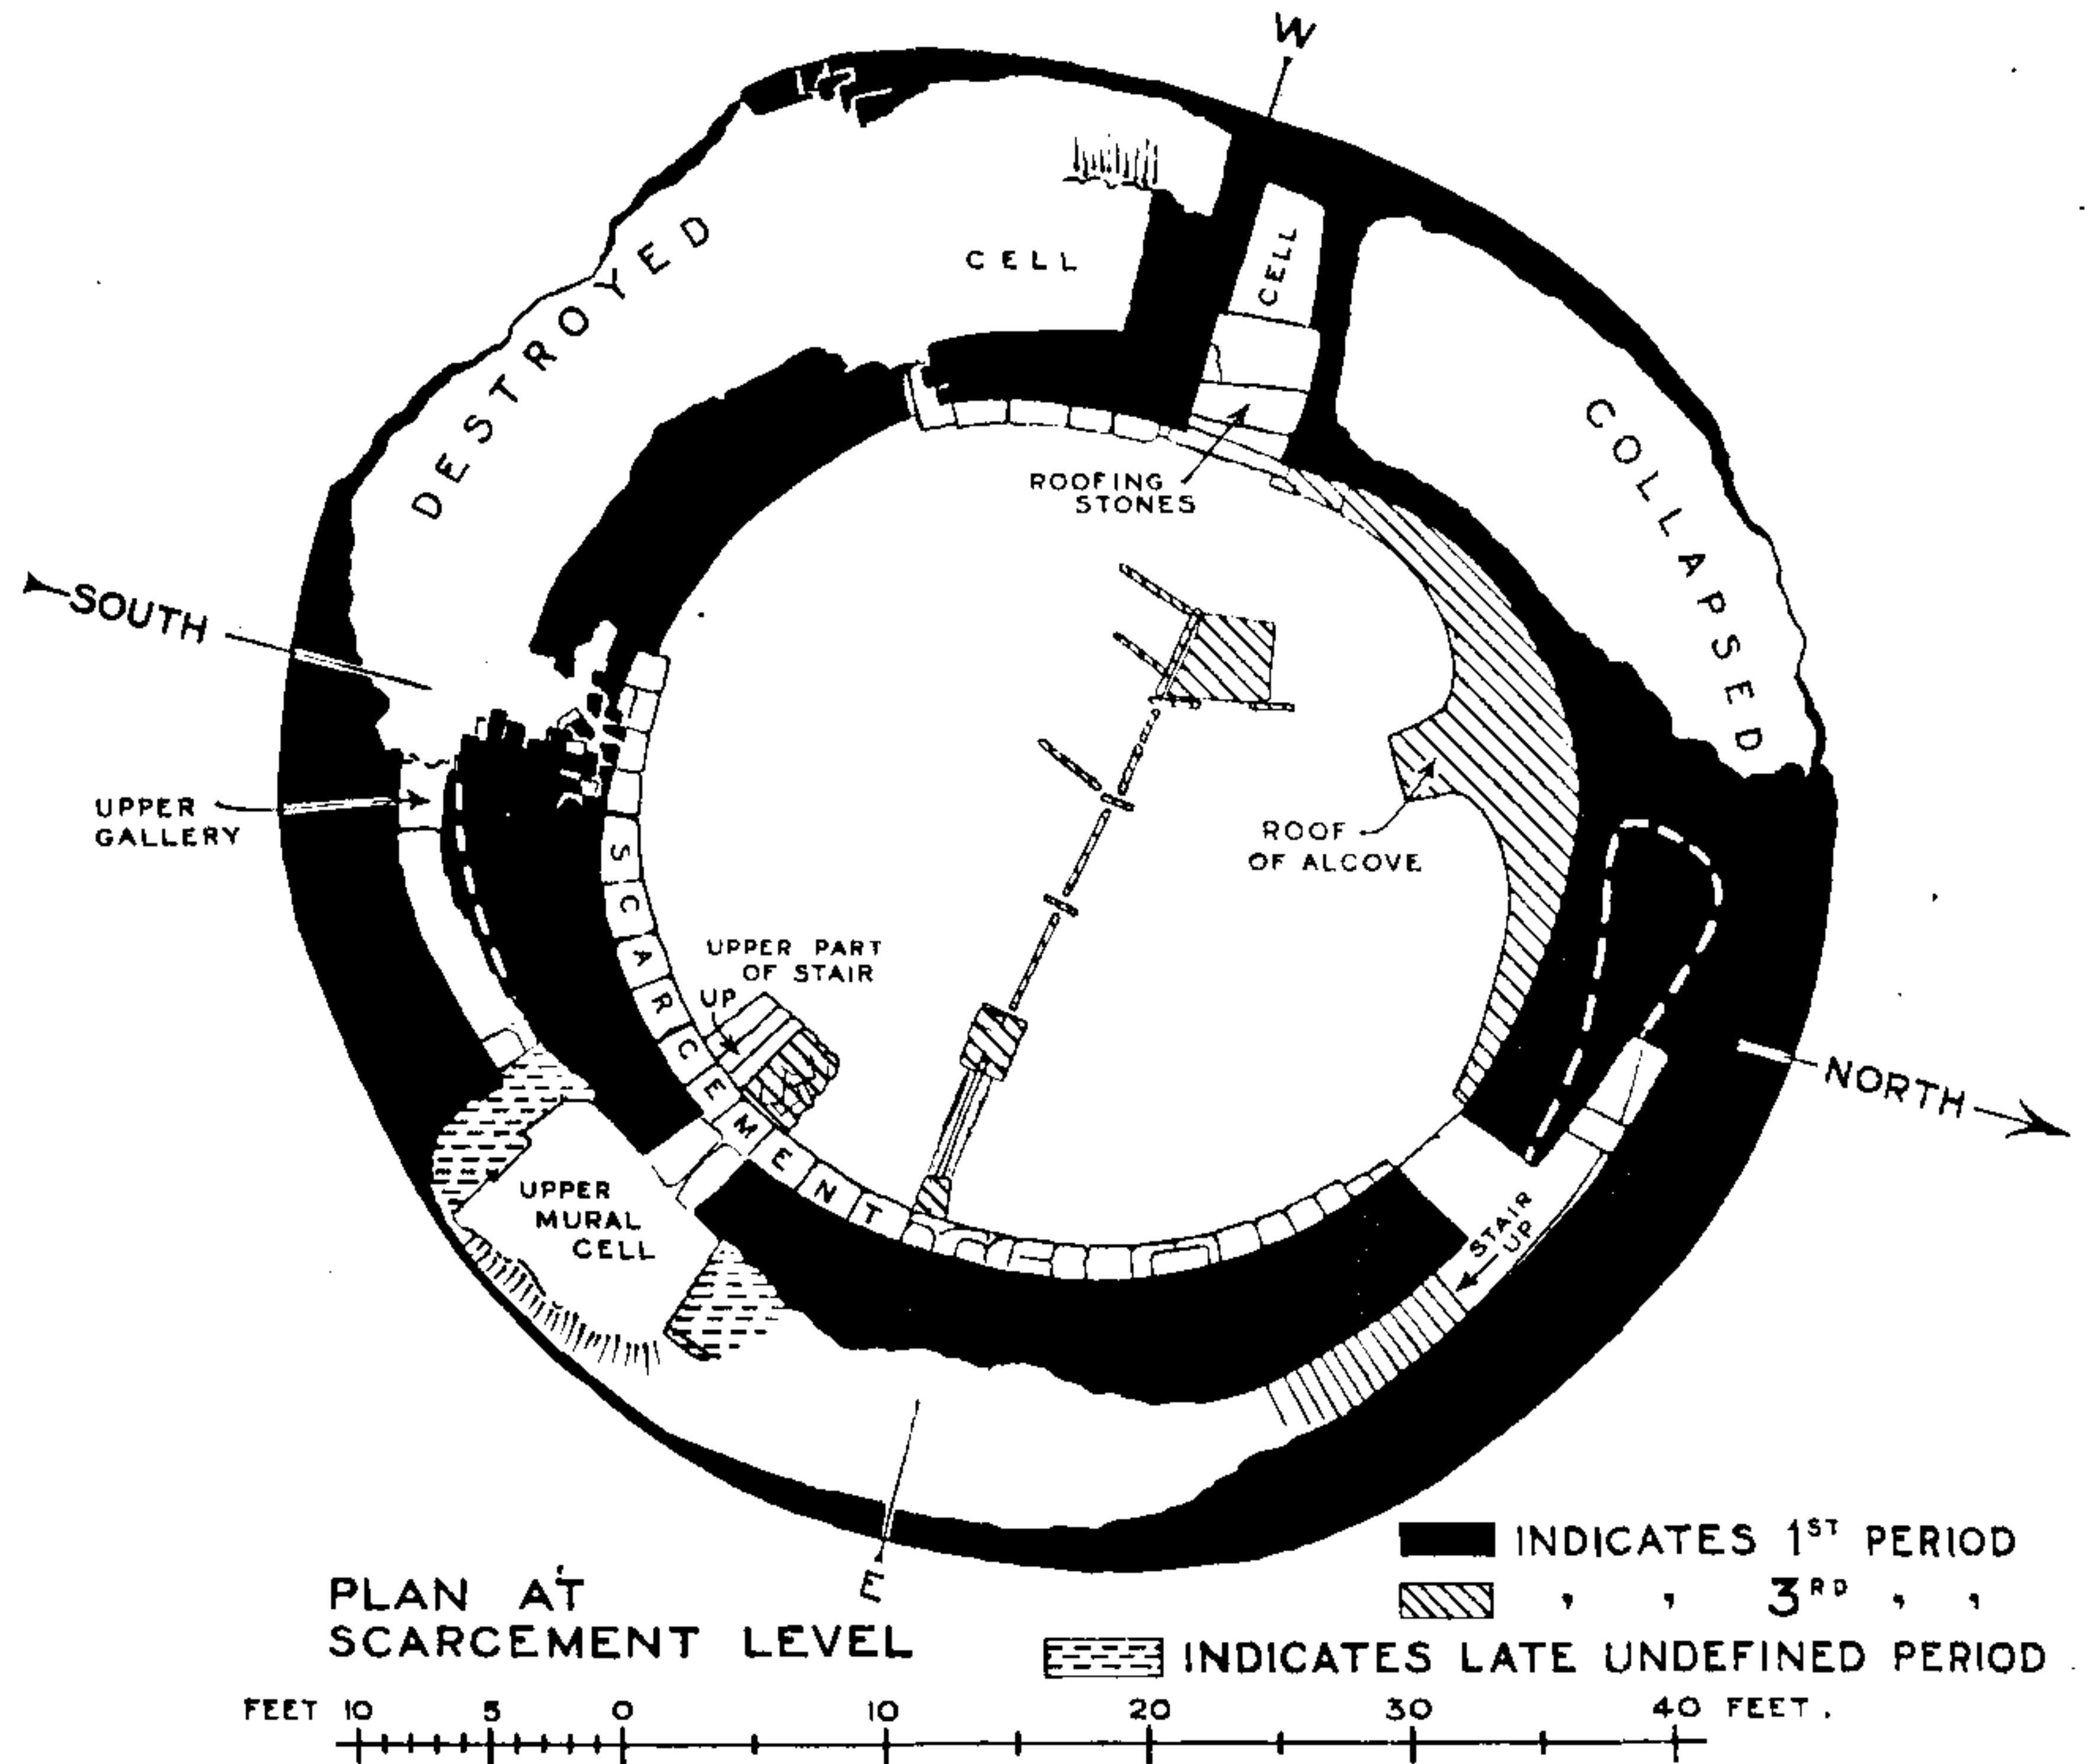 W
DESTROYED
CELL
CELL
ROOFING
STONES
COLLAPSED
SOUTH
UPPER
GALLERY
ROOF
OF ALCOVE
SCARCEMENT
UPPER PART
OF STAIR
UP
NORTH
UPPER
MURAL
CELL
STAIR
UP
E
PLAN AT
SCARCEMENT LEVEL
INDICATES 1ST PERIOD
, , 3RD , ,
INDICATES LATE UNDEFINED PERIOD
FEET 10 5 0 10 20 30 40 FEET.